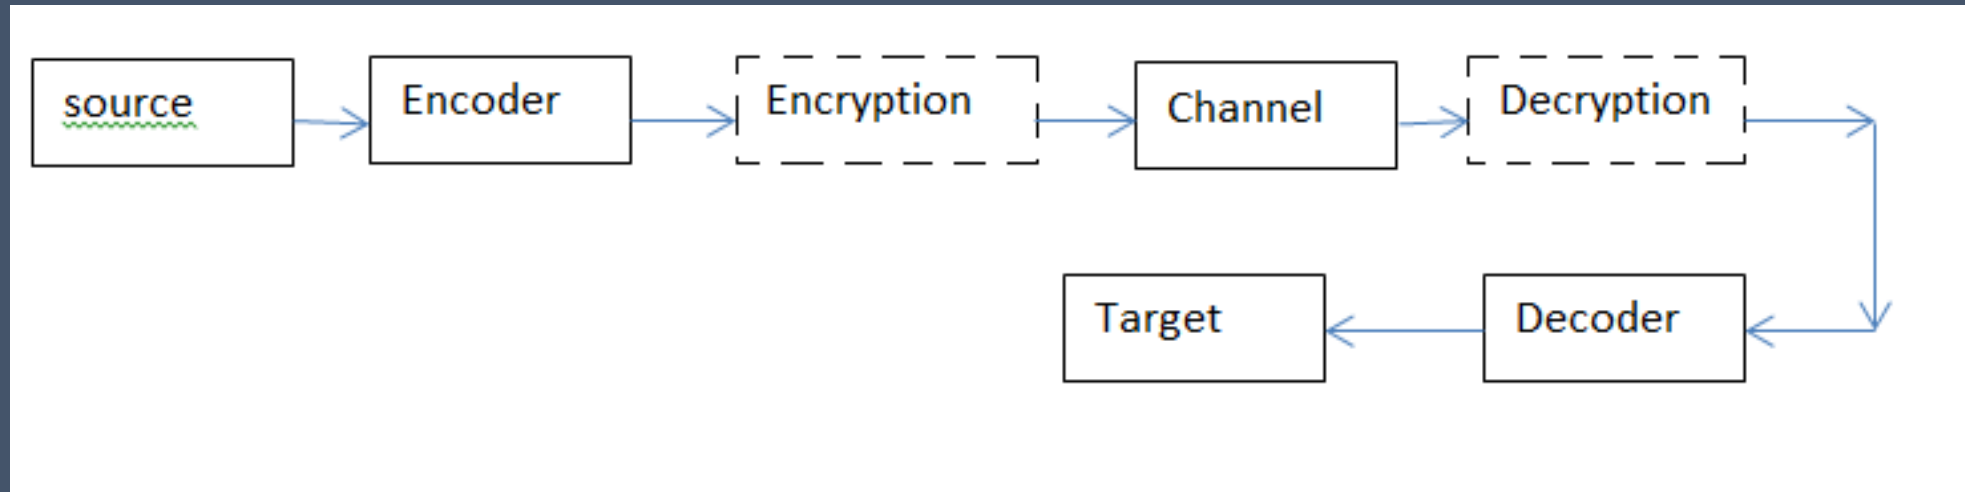 source
Encoder
Encryption
Channel
Decryption
Target
Decoder